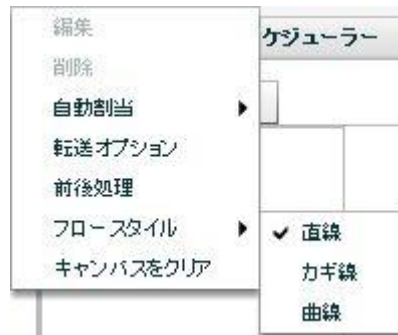 編集
ケジューラー
削除
自動割当
転送オプション
前後処理
フロースタイル
直線
キャンバスをクリア
カギ線
曲線